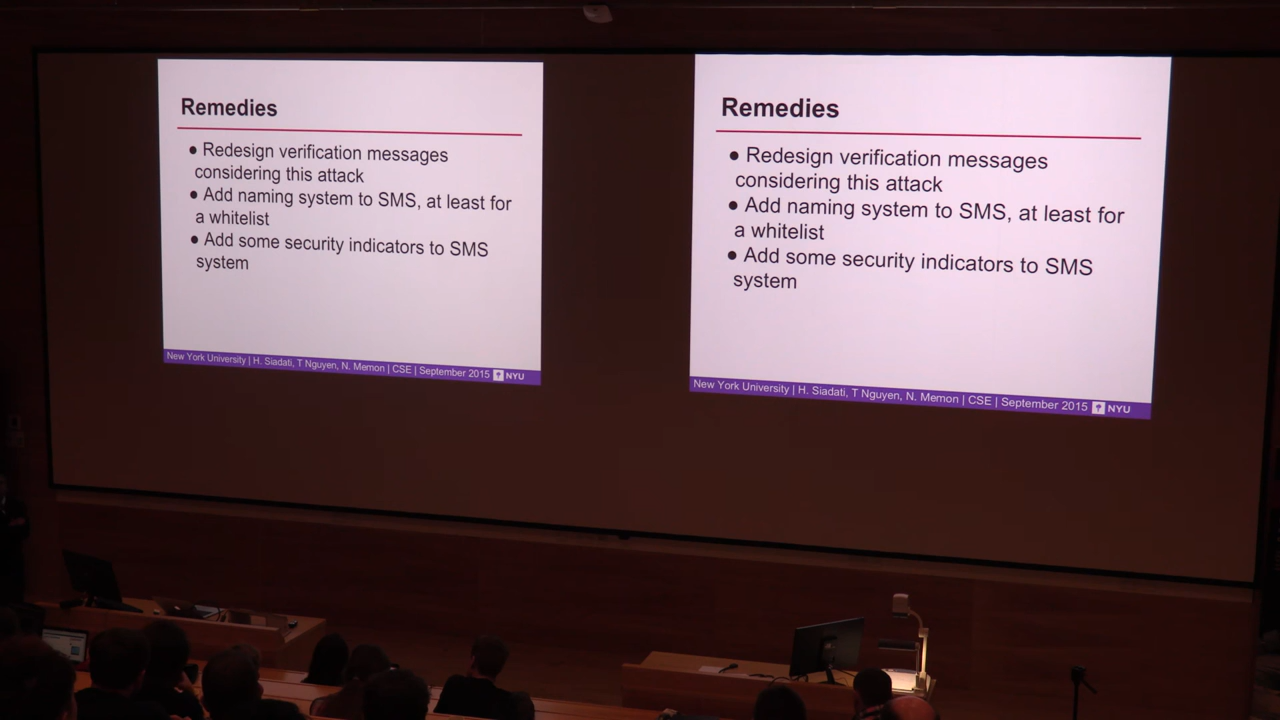 Remedies
● Redesign verification messages
considering this attack
● Add naming system to SMS, at least for
a whitelist
● Add some security indicators to SMS
system
New York University | H. Siadati, T Nguyen, N. Memon | CSE | September 2015 NYU
Remedies
● Redesign verification messages
considering this attack
● Add naming system to SMS, at least for
a whitelist
● Add some security indicators to SMS
system
New York University | H. Siadati, T Nguyen, N. Memon | CSE | September 2015 NYU